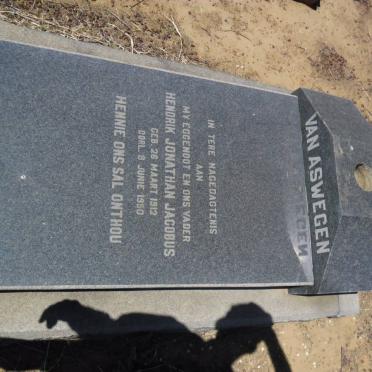 VAN ASWEGEN
IN TERE NAGEDAGTENIS
AAN
MY EGGENOOT EN ONS VADER
HENDRIK JONATHAN JACOBUS
GEB. 26 MAART 1912
OORL. 8 JUNIE 1950
HENNIE ONS SAL ONTHOU